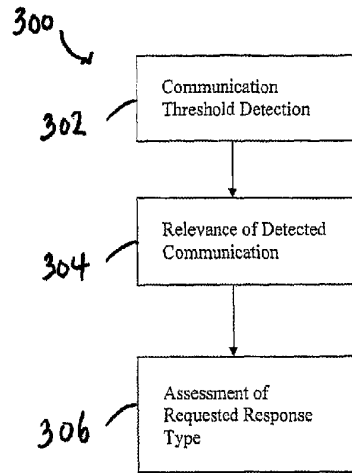 300
Communication
Threshold Detection
302
Relevance of Detected
Communication
304
Assessment of
Requested Response
Type
306